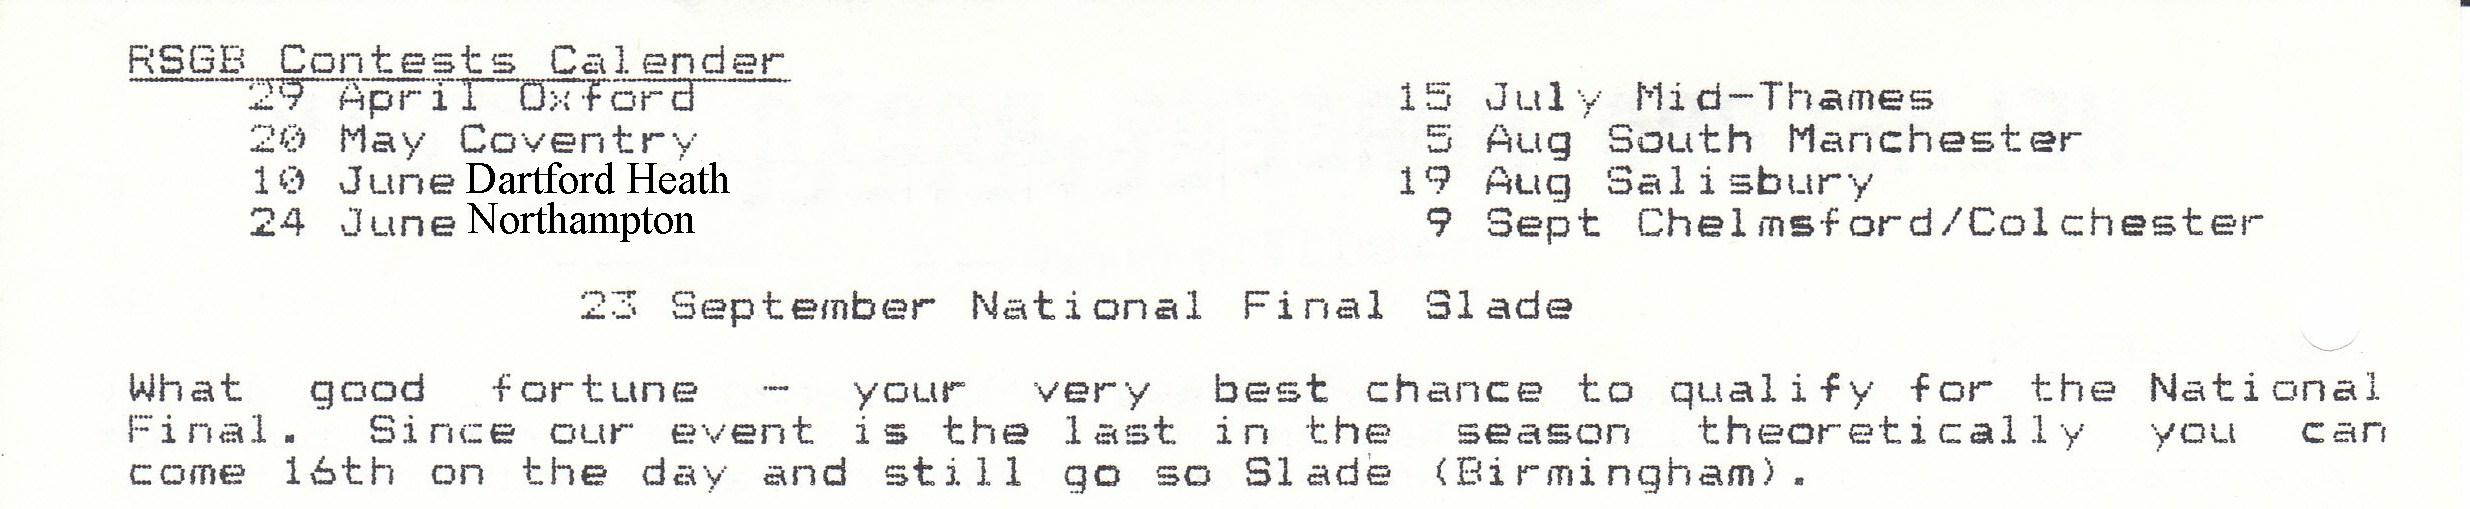 RSGB Contests Calender
29 April Oxford 15 July Mid-Thames
20 May Coventry 5 Aug South Manchester
10 June Dartford Heath 19 Aug Salisbury
24 June Northampton 9 Sept Chelmsford/Colchester
23 September National Final Slade
What good fortune - your very best chance to qualify for the National
Final. Since our event is the last in the season theoretically you can
come 16th on the day and still go so Slade (Birmingham).